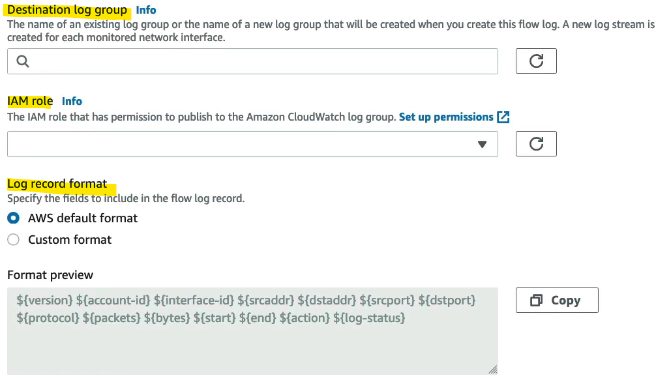 Destination log group Info
The name of an existing log group or the name of a new log group that will be created when you create this flow log. A new log stream is
created for each monitored network interface.
IAM role Info
The IAM role that has permission to publish to the Amazon CloudWatch log group. Set up permissions
Log record format
Specify the fields to include in the flow log record.
AWS default format
Custom format
Format preview
${version} ${account-id} ${interface-id} ${srcaddr} ${dstaddr} ${srcport} ${dstport}
${protocol} ${packets} ${bytes} ${start} ${end} ${action} ${log-status}
Copy